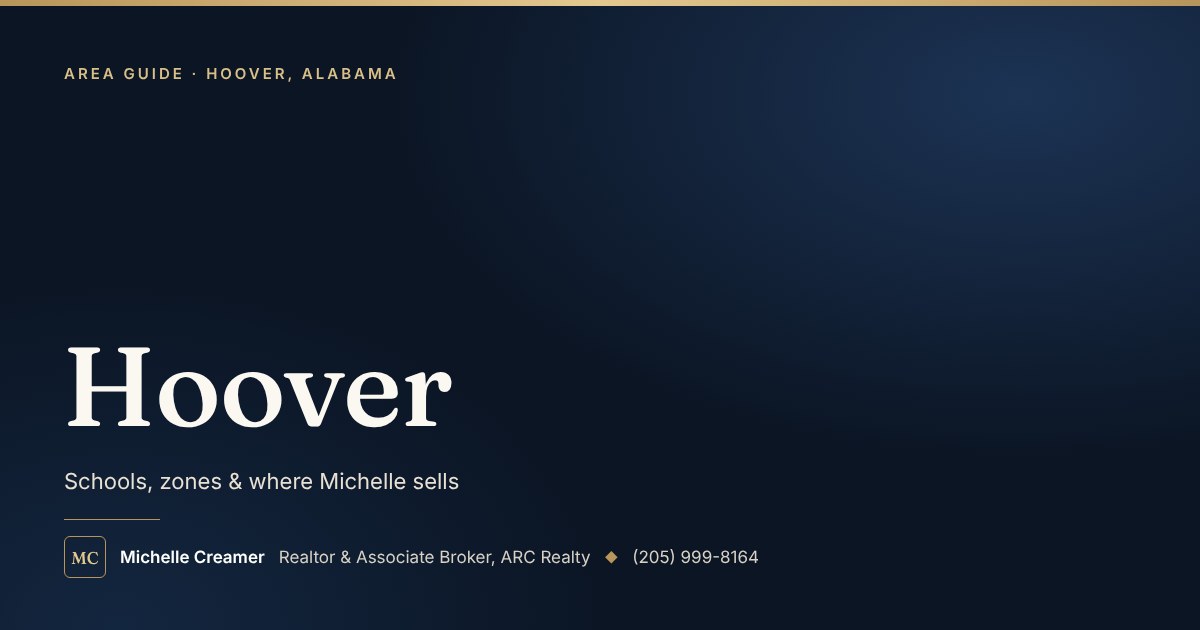 AREA GUIDE · HOOVER, ALABAMA
Hoover
Schools, zones & where Michelle sells
MC Michelle Creamer Realtor & Associate Broker, ARC Realty ◆ (205) 999-8164